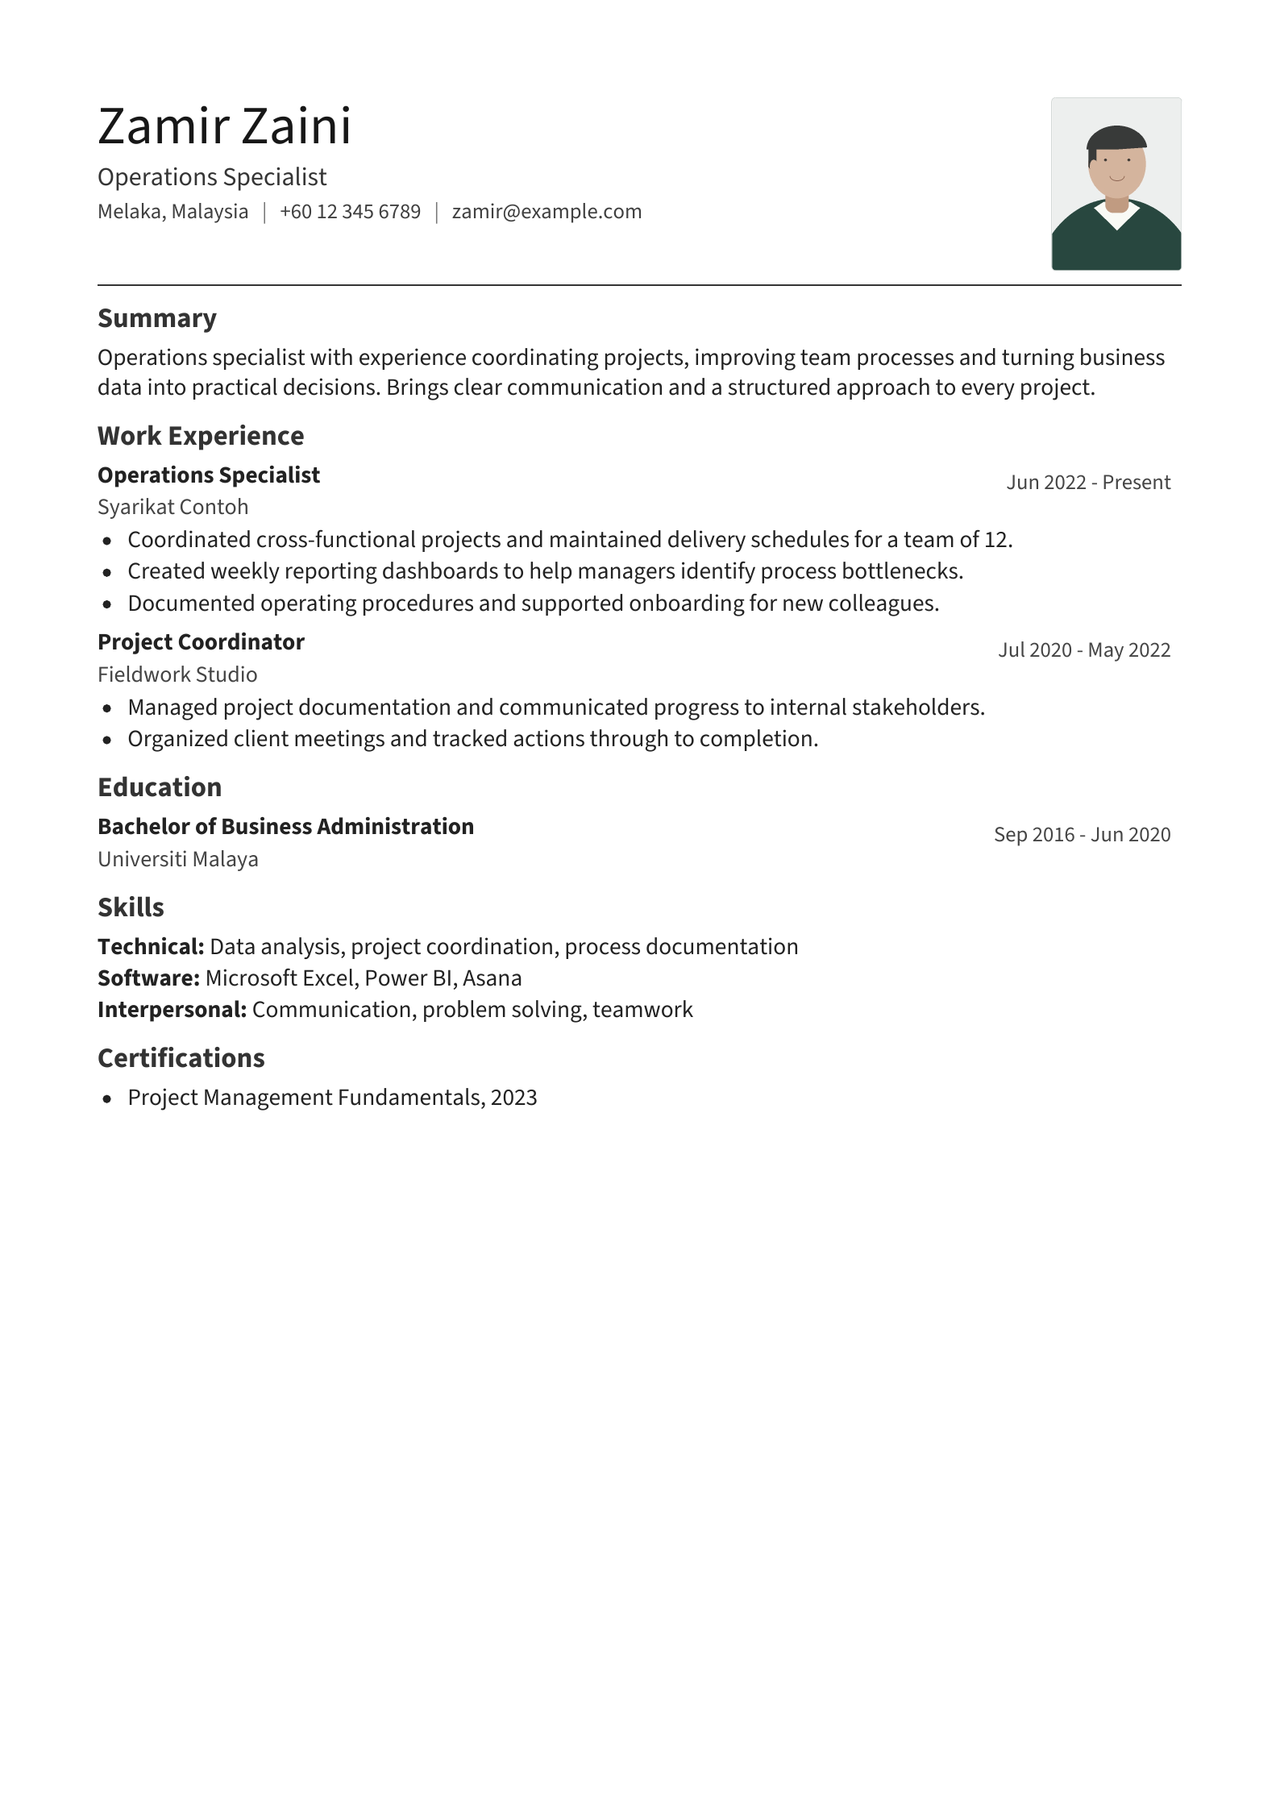 Zamir Zaini
Operations Specialist
Melaka, Malaysia | +60 12 345 6789 | zamir@example.com
Summary
Operations specialist with experience coordinating projects, improving team processes and turning business
data into practical decisions. Brings clear communication and a structured approach to every project.
Work Experience
Operations Specialist
Jun 2022 - Present
Syarikat Contoh
• Coordinated cross-functional projects and maintained delivery schedules for a team of 12.
• Created weekly reporting dashboards to help managers identify process bottlenecks.
• Documented operating procedures and supported onboarding for new colleagues.
Project Coordinator
Jul 2020 - May 2022
Fieldwork Studio
• Managed project documentation and communicated progress to internal stakeholders.
• Organized client meetings and tracked actions through to completion.
Education
Bachelor of Business Administration
Sep 2016 - Jun 2020
Universiti Malaya
Skills
Technical: Data analysis, project coordination, process documentation
Software: Microsoft Excel, Power BI, Asana
Interpersonal: Communication, problem solving, teamwork
Certifications
• Project Management Fundamentals, 2023